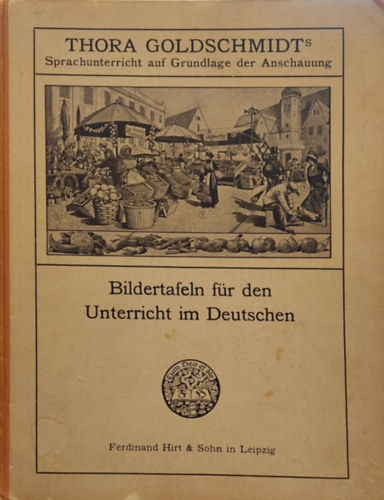 THORA GOLDSCHMIDTS
Sprachunterricht auf Grundlage der Anschauung
Bildertafeln für den
Unterricht im Deutschen
Ferdinand Hirt & Sohn in Leipzig